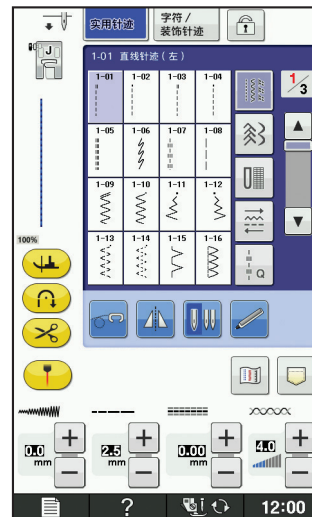 实用针迹
字符/
装饰针迹
J
1-01 直线针迹（左）
1-01 1-02 1-03 1-04
1/3
1-05 1-06 1-07 1-08
1-09 1-10 1-11 1-12
100%
1-13 1-14 1-15 1-16
Q
0.0 mm
2.5 mm
0.00 mm
4.0
?
12:00